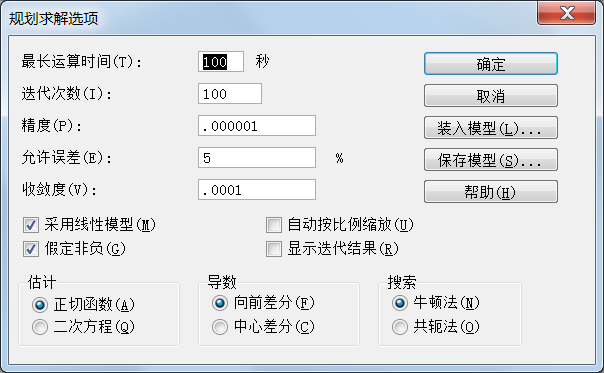 规划求解选项
最长运算时间(T): 100 秒 确定
迭代次数(I): 100 取消
精度(P): .000001 装入模型(L)...
允许误差(E): 5 % 保存模型(S)...
收敛度(V): .0001 帮助(H)
采用线性模型(M) 自动按比例缩放(U)
假定非负(G) 显示迭代结果(R)
估计 导数 搜索
正切函数(A) 向前差分(F) 牛顿法(N)
二次方程(Q) 中心差分(C) 共轭法(O)